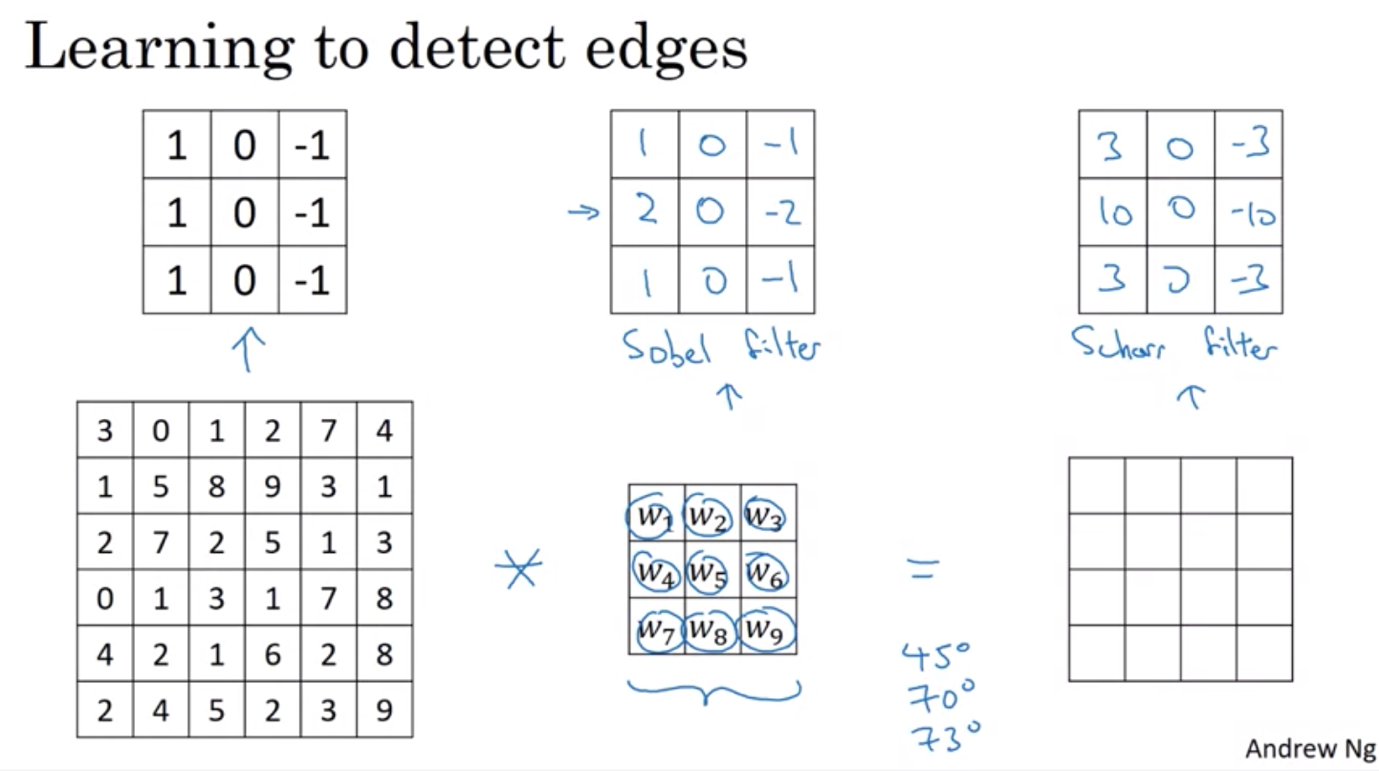 Learning to detect edges
1 0 -1
1 0 -1
1 0 -1
1 0 -1
→ 2 0 -2
1 0 -1
Sobel filter
3 0 -3
10 0 -10
3 0 -3
Scharr filter
↑
↑
↑
3 0 1 2 7 4
1 5 8 9 3 1
2 7 2 5 1 3
0 1 3 1 7 8
4 2 1 6 2 8
2 4 5 2 3 9
*
w₁ w₂ w₃
w₄ w₅ w₆
w₇ w₈ w₉
=
45°
70°
73°
Andrew Ng